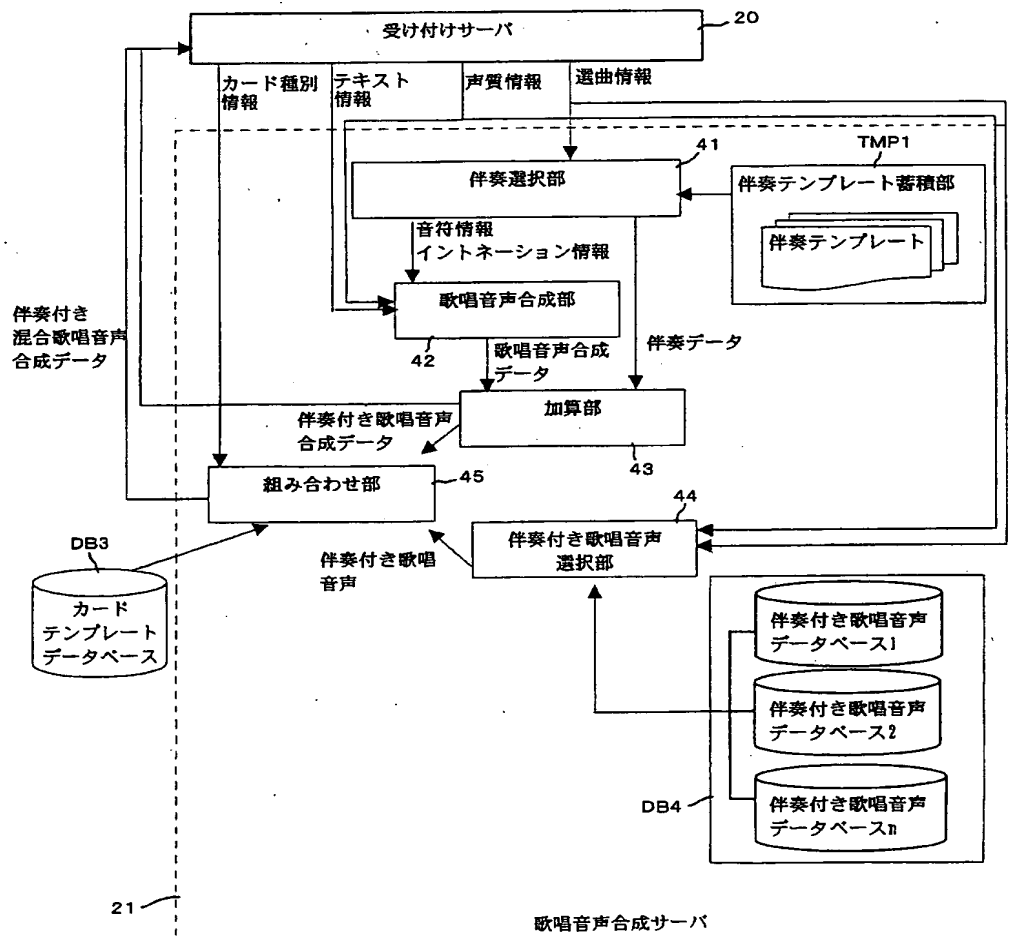 受け付けサーバ
20
カード種別
情報
テキスト
情報
声質情報
選曲情報
41
伴奏選択部
TMP1
伴奏テンプレート蓄積部
伴奏テンプレート
音符情報
イントネーション情報
歌唱音声合成部
42
歌唱音声合成
データ
伴奏データ
伴奏付き
混合歌唱音声
合成データ
加算部
43
伴奏付き歌唱音声
合成データ
組み合わせ部
45
44
伴奏付き歌唱音声
選択部
伴奏付き歌唱
音声
DB3
カード
テンプレート
データベース
伴奏付き歌唱音声
データベース1
伴奏付き歌唱音声
データベース2
伴奏付き歌唱音声
データベースn
DB4
21
歌唱音声合成サーバ